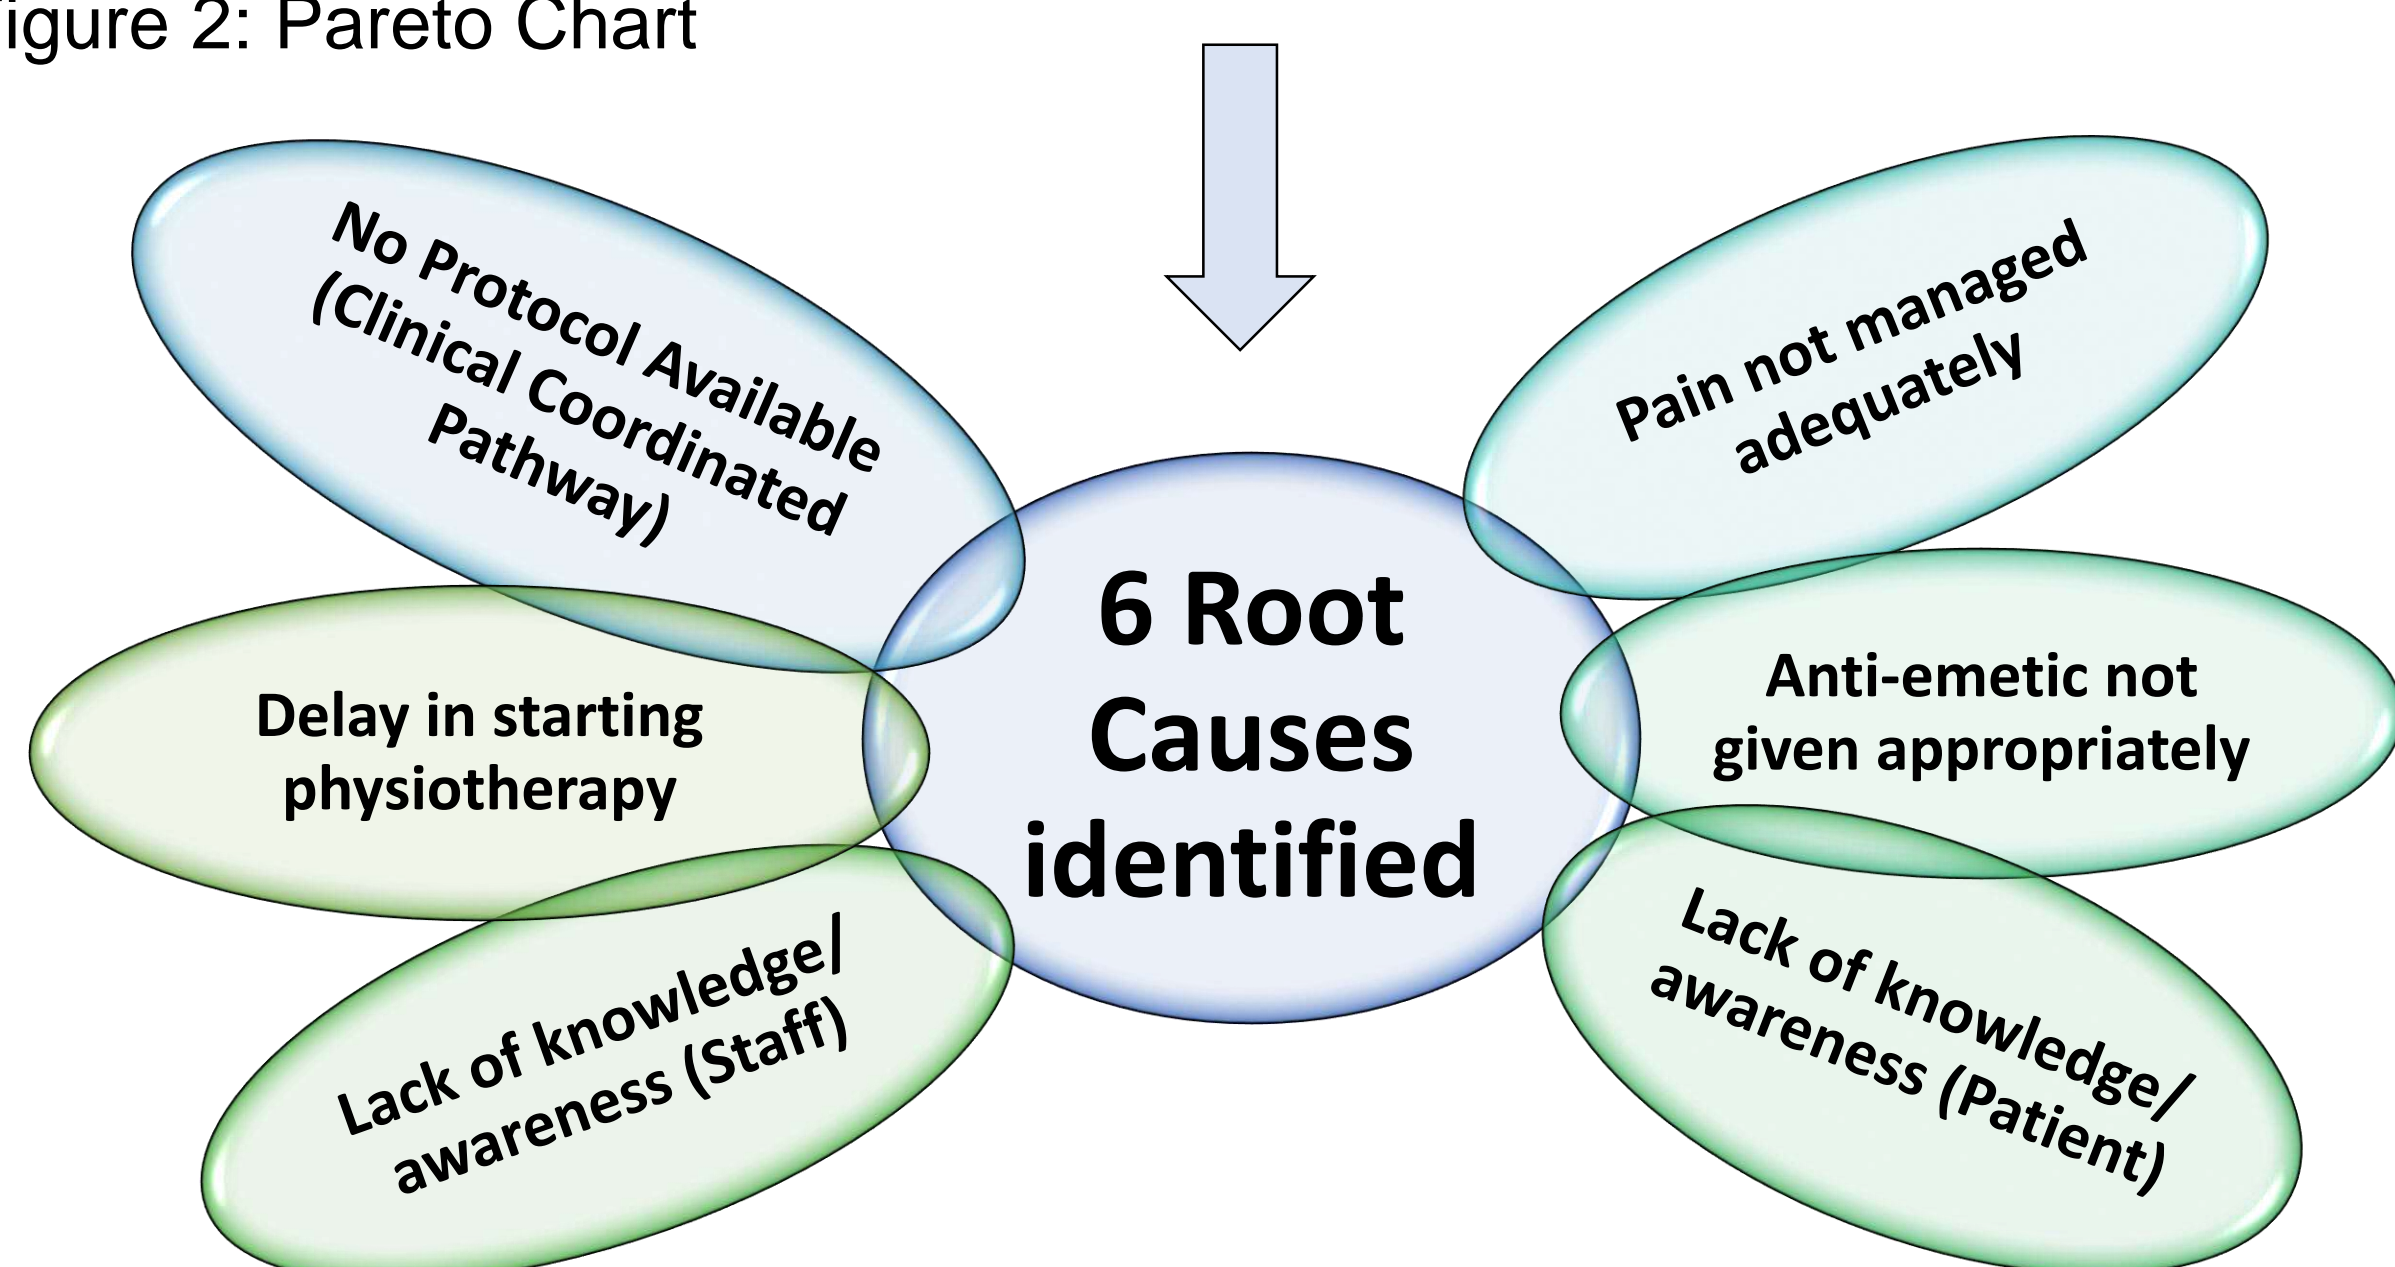 igure 2: Pareto Chart
No Protocol Available
(Clinical Coordinated
Pathway)
Pain not managed
adequately
6 Root
Causes
identified
Delay in starting
physiotherapy
Anti-emetic not
given appropriately
Lack of knowledge/
awareness (Staff)
Lack of knowledge/
awareness (Patient)